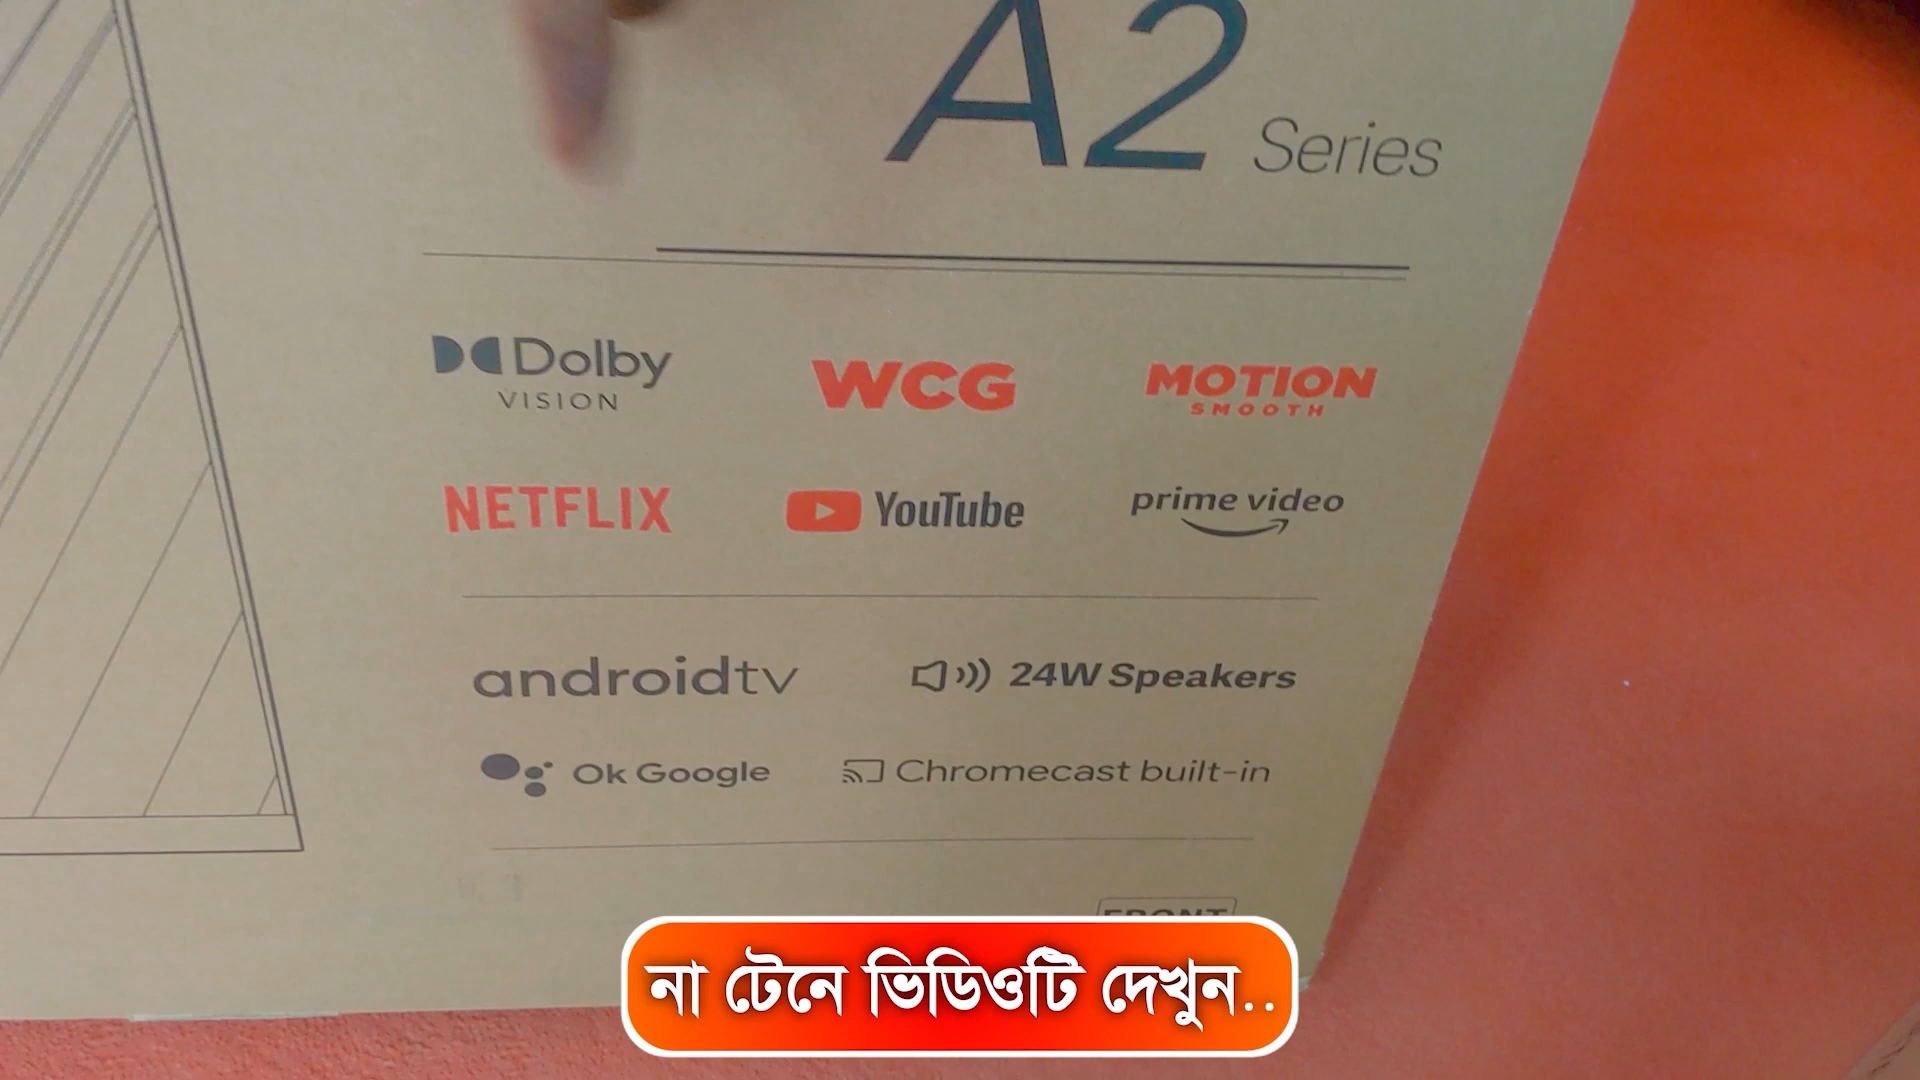 A2 Series
Dolby WCG MOTION
VISION SMOOTH
NETFLIX YouTube prime video
androidtv 24W Speakers
Ok Google Chromecast built-in
FRONT
না টেনে ভিডিওটি দেখুন..